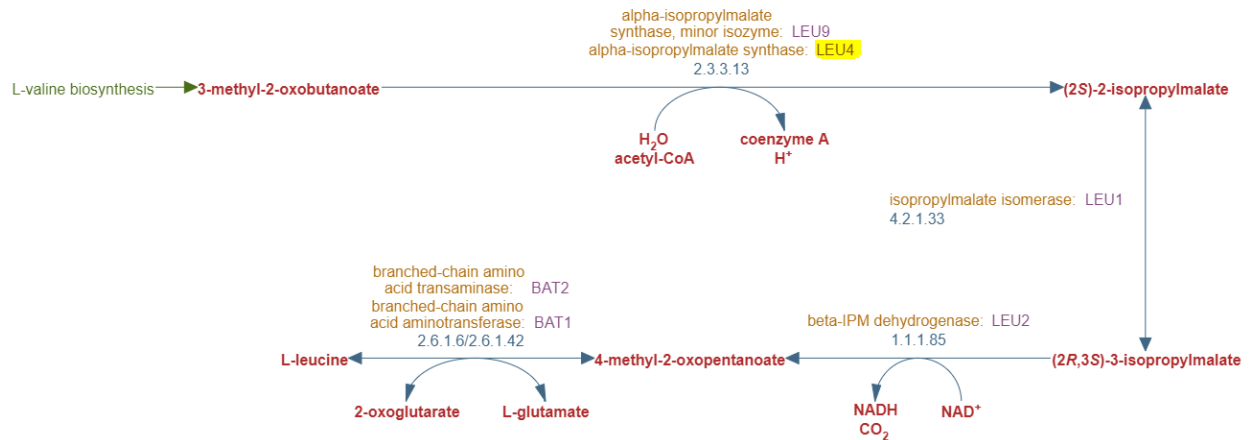 alpha-isopropylmalate
synthase, minor isozyme: LEU9
alpha-isopropylmalate synthase: LEU4
2.3.3.13
L-valine biosynthesis
3-methyl-2-oxobutanoate
(2S)-2-isopropylmalate
H₂O
acetyl-CoA
coenzyme A
H⁺
isopropylmalate isomerase: LEU1
4.2.1.33
branched-chain amino
acid transaminase: BAT2
branched-chain amino
acid aminotransferase: BAT1
2.6.1.6/2.6.1.42
beta-IPM dehydrogenase: LEU2
1.1.1.85
L-leucine
4-methyl-2-oxopentanoate
(2R,3S)-3-isopropylmalate
2-oxoglutarate
L-glutamate
NADH
CO₂
NAD⁺